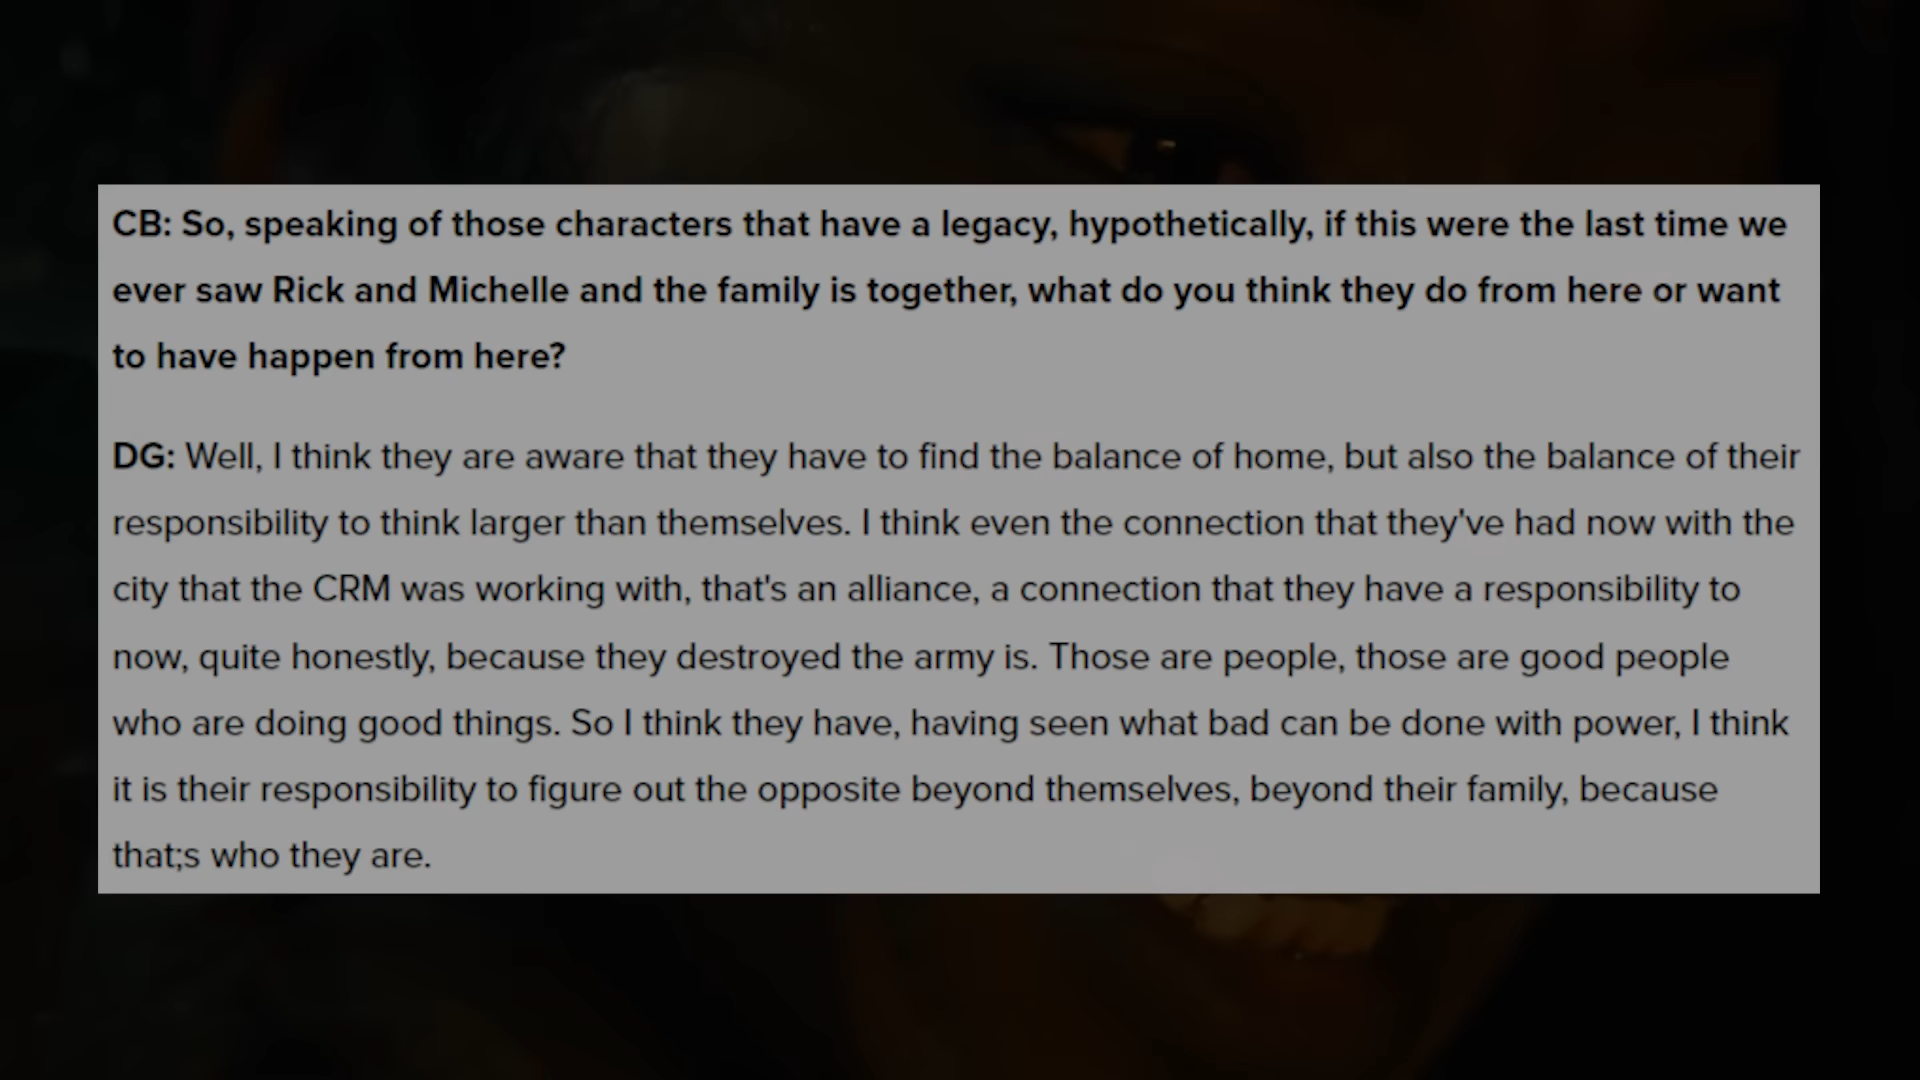 CB: So, speaking of those characters that have a legacy, hypothetically, if this were the last time we
ever saw Rick and Michelle and the family is together, what do you think they do from here or want
to have happen from here?
DG: Well, I think they are aware that they have to find the balance of home, but also the balance of their
responsibility to think larger than themselves. I think even the connection that they've had now with the
city that the CRM was working with, that's an alliance, a connection that they have a responsibility to
now, quite honestly, because they destroyed the army is. Those are people, those are good people
who are doing good things. So I think they have, having seen what bad can be done with power, I think
it is their responsibility to figure out the opposite beyond themselves, beyond their family, because
that;s who they are.